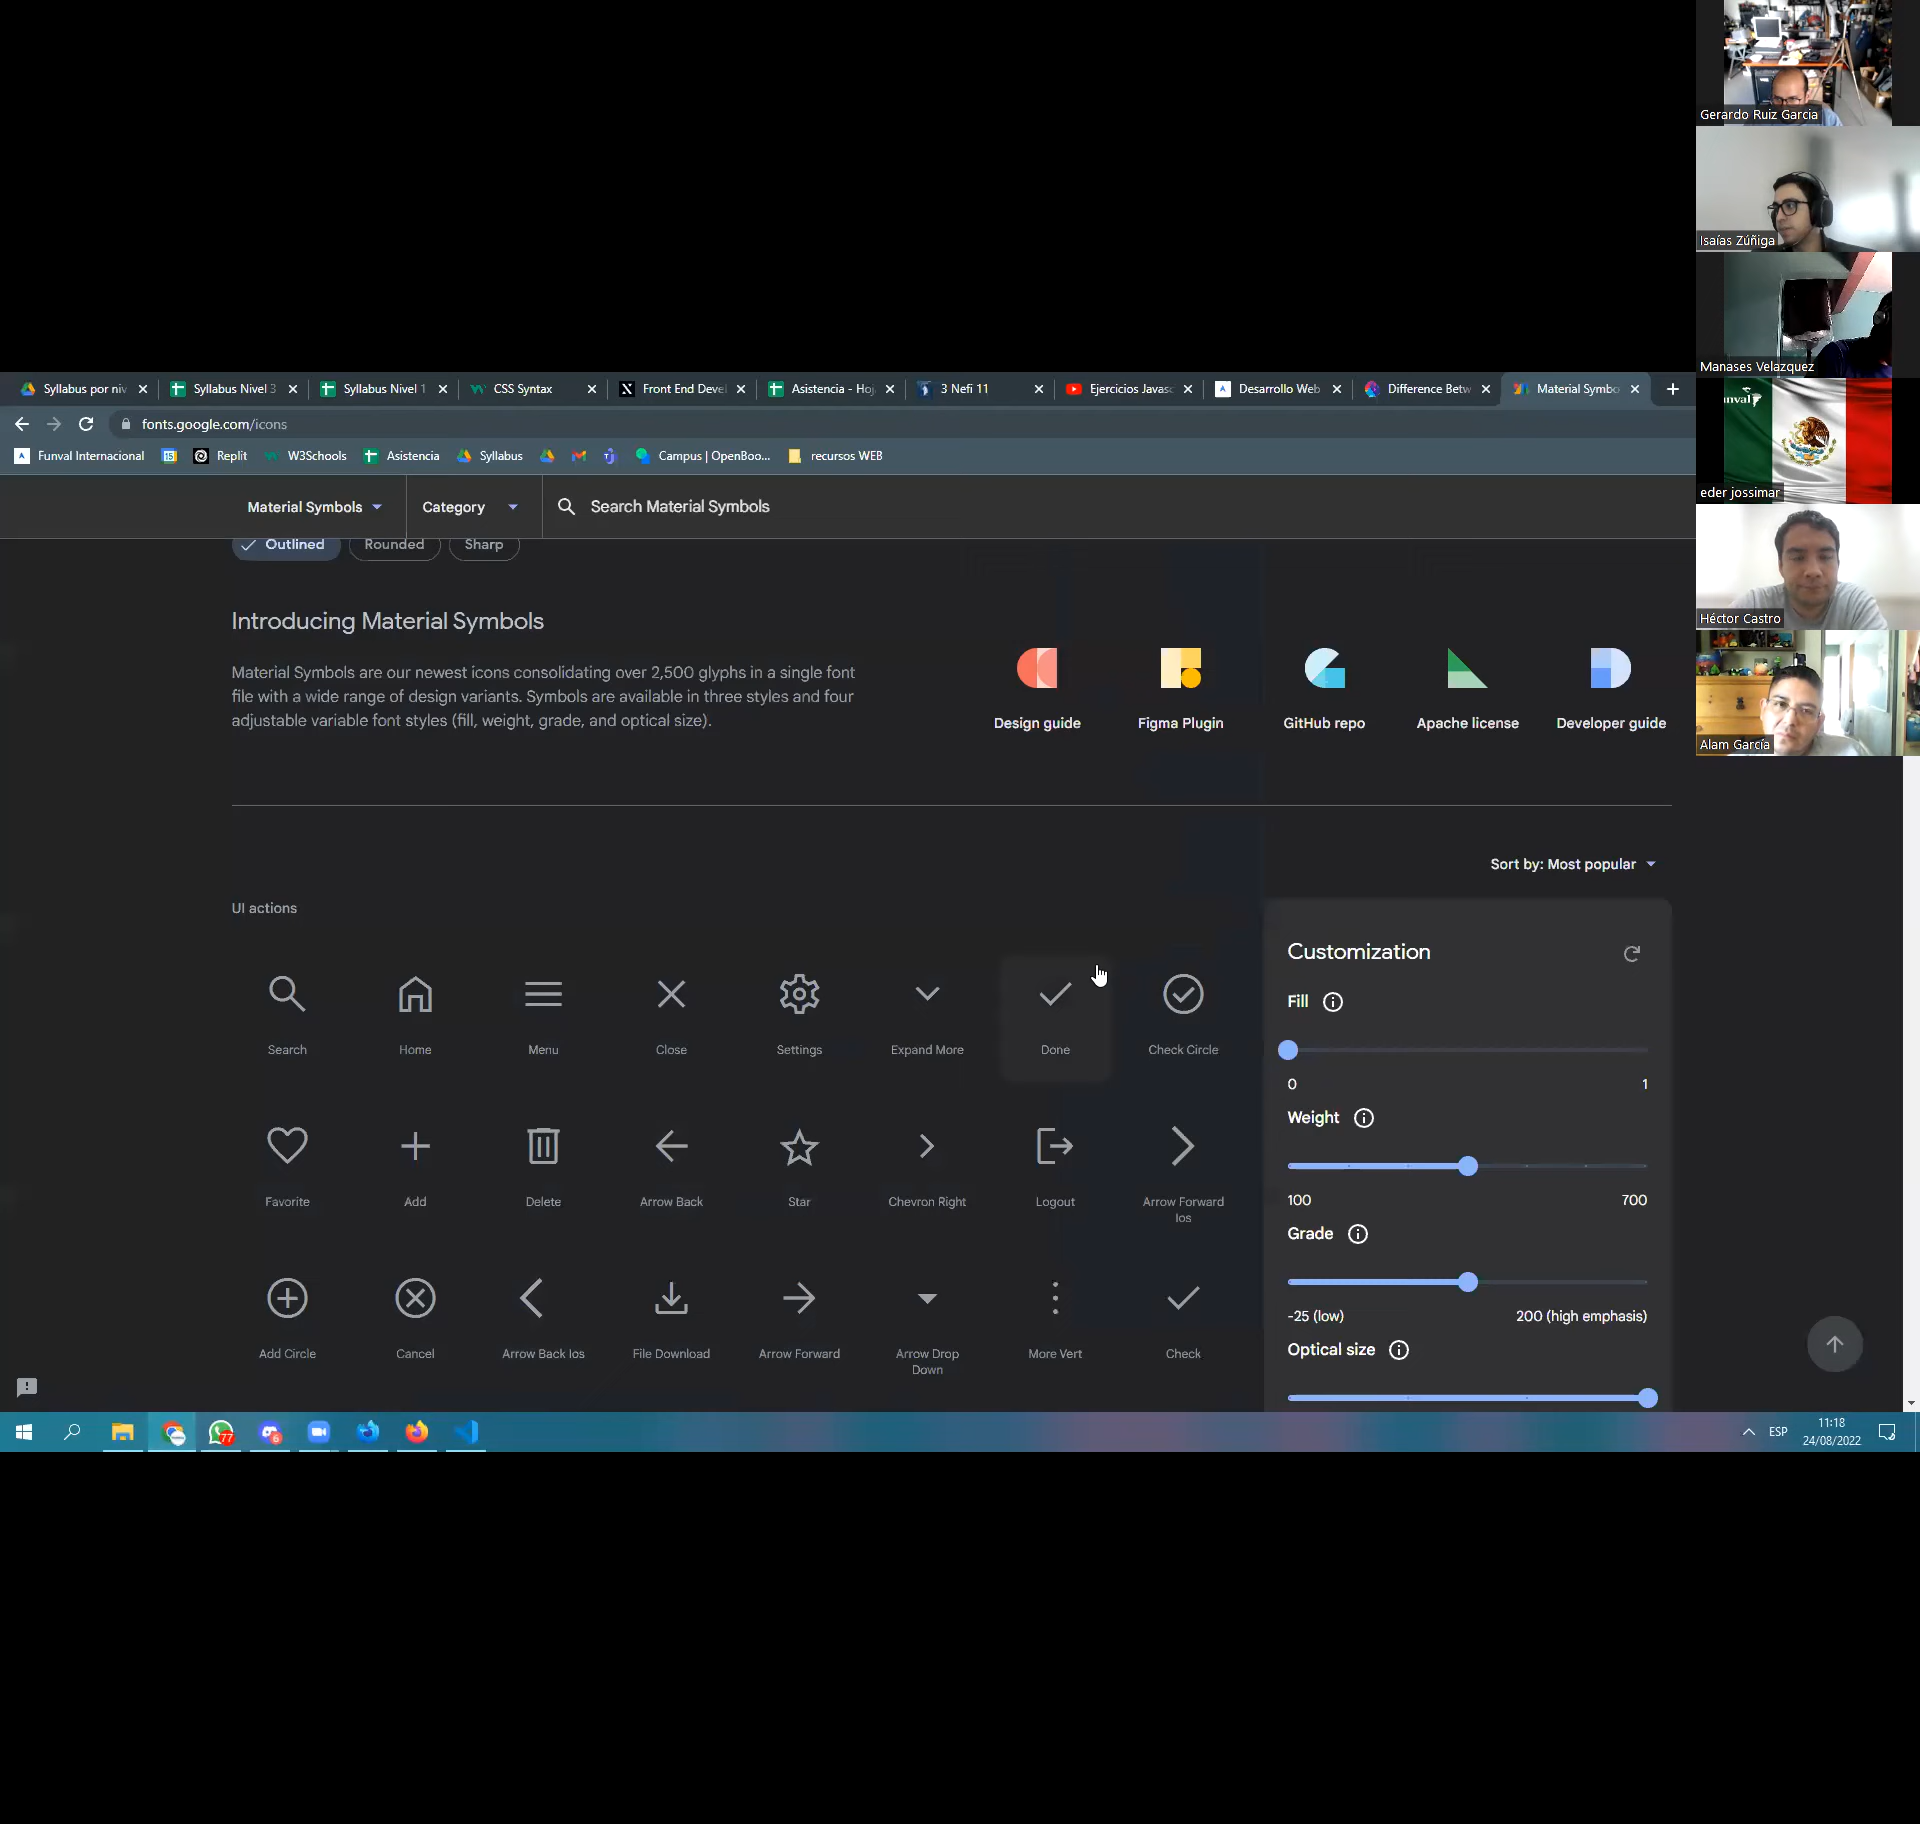 Gerardo Ruiz Garcia
Isaías Zúñiga
Manases Velazquez
eder jossimar
Héctor Castro
Alam García
Syllabus por niv
Syllabus Nivel 3
Syllabus Nivel 1
CSS Syntax
Front End Deve
Asistencia - Hoj
3 Nefi 11
Ejercicios Javasc
Desarrollo Web
Difference Betw
Material Symbo
fonts.google.com/icons
Funval Internacional
15
Replit
W3Schools
Asistencia
Syllabus
Campus | OpenBoo...
recursos WEB
Material Symbols
Category
Search Material Symbols
Outlined
Rounded
Sharp
Introducing Material Symbols
Material Symbols are our newest icons consolidating over 2,500 glyphs in a single font
file with a wide range of design variants. Symbols are available in three styles and four
adjustable variable font styles (fill, weight, grade, and optical size).
Design guide
Figma Plugin
GitHub repo
Apache license
Developer guide
Sort by: Most popular
UI actions
Search
Home
Menu
Close
Settings
Expand More
Done
Check Circle
Favorite
Add
Delete
Arrow Back
Star
Chevron Right
Logout
Arrow Forward
Ios
Add Circle
Cancel
Arrow Back Ios
File Download
Arrow Forward
Arrow Drop
Down
More Vert
Check
Customization
Fill
0
1
Weight
100
700
Grade
-25 (low)
200 (high emphasis)
Optical size
77
6
ESP
11:18
24/08/2022